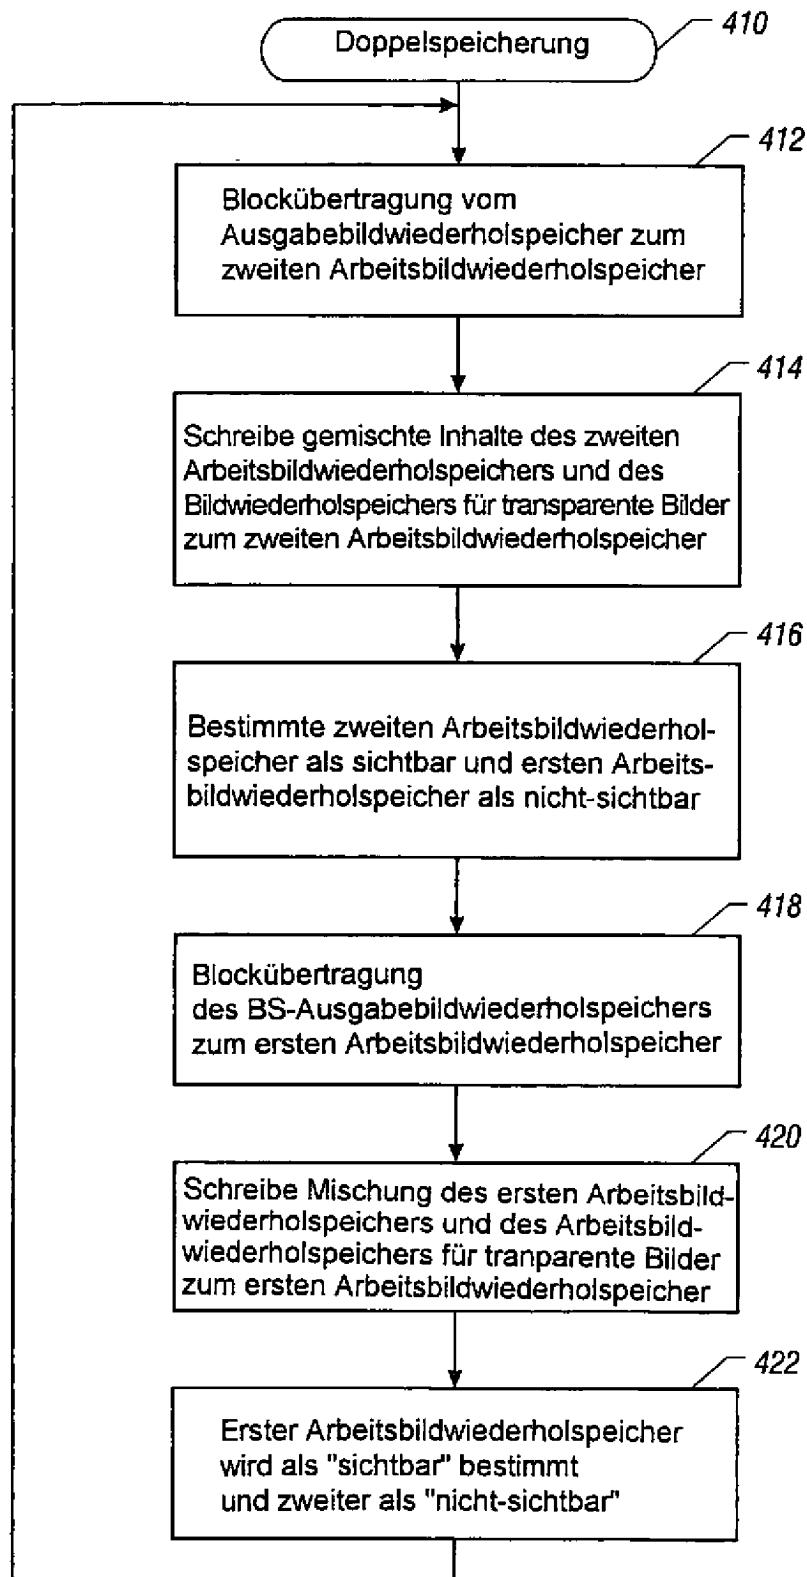 Doppelspeicherung
410
412
Blockübertragung vom
Ausgabebildwiederholspeicher zum
zweiten Arbeitsbildwiederholspeicher
414
Schreibe gemischte Inhalte des zweiten
Arbeitsbildwiederholspeichers und des
Bildwiederholspeichers für transparente Bilder
zum zweiten Arbeitsbildwiederholspeicher
416
Bestimmte zweiten Arbeitsbildwiederhol-
speicher als sichtbar und ersten Arbeits-
bildwiederholspeicher als nicht-sichtbar
418
Blockübertragung
des BS-Ausgabebildwiederholspeichers
zum ersten Arbeitsbildwiederholspeicher
420
Schreibe Mischung des ersten Arbeitsbild-
wiederholspeichers und des Arbeitsbild-
wiederholspeichers für tranparente Bilder
zum ersten Arbeitsbildwiederholspeicher
422
Erster Arbeitsbildwiederholspeicher
wird als "sichtbar" bestimmt
und zweiter als "nicht-sichtbar"